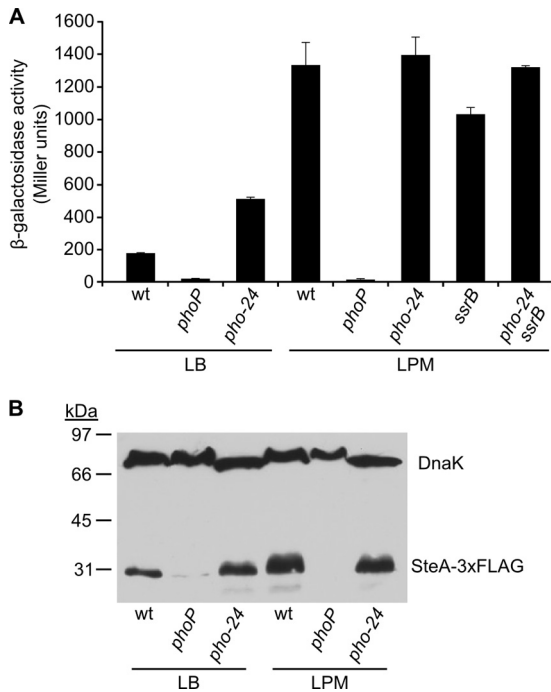 A
β-galactosidase activity
(Miller units)
1600
1400
1200
1000
800
600
400
200
0
wt
phoP
pho-24
wt
phoP
pho-24
ssrB
pho-24
ssrB
LB
LPM
B
kDa
97
66
45
31
DnaK
SteA-3xFLAG
wt
phoP
pho-24
wt
phoP
pho-24
LB
LPM